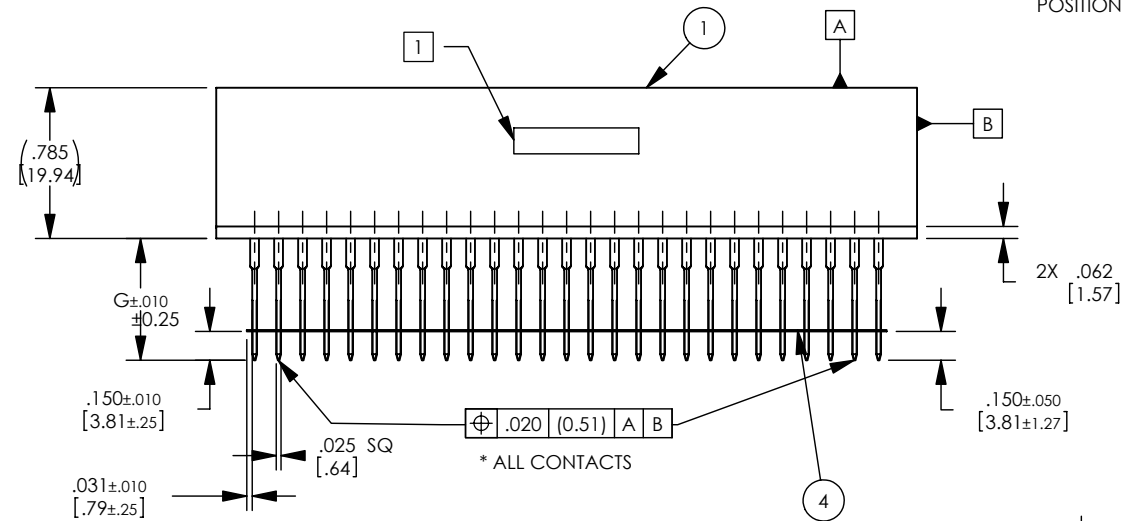 POSITION
1
1
A
B
(.785)
[19.94]
2X .062
[1.57]
G±.010
±0.25
.150±.010
[3.81±.25]
.150±.050
[3.81±1.27]
⌖ .020 (0.51) A B
* ALL CONTACTS
.025 SQ
[.64]
.031±.010
[.79±.25]
4